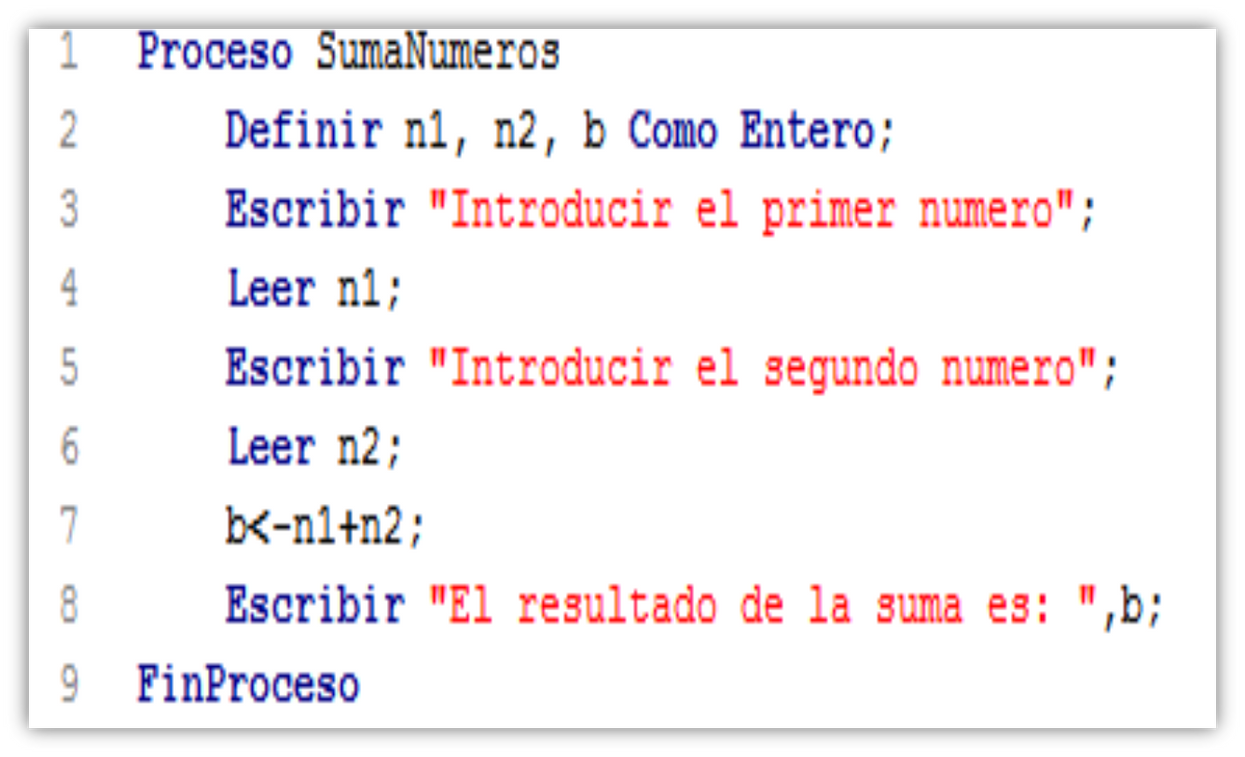 1 Proceso SumaNumeros
2 Definir n1, n2, b Como Entero;
3 Escribir "Introducir el primer numero";
4 Leer n1;
5 Escribir "Introducir el segundo numero";
6 Leer n2;
7 b<-n1+n2;
8 Escribir "El resultado de la suma es: ",b;
9 FinProceso